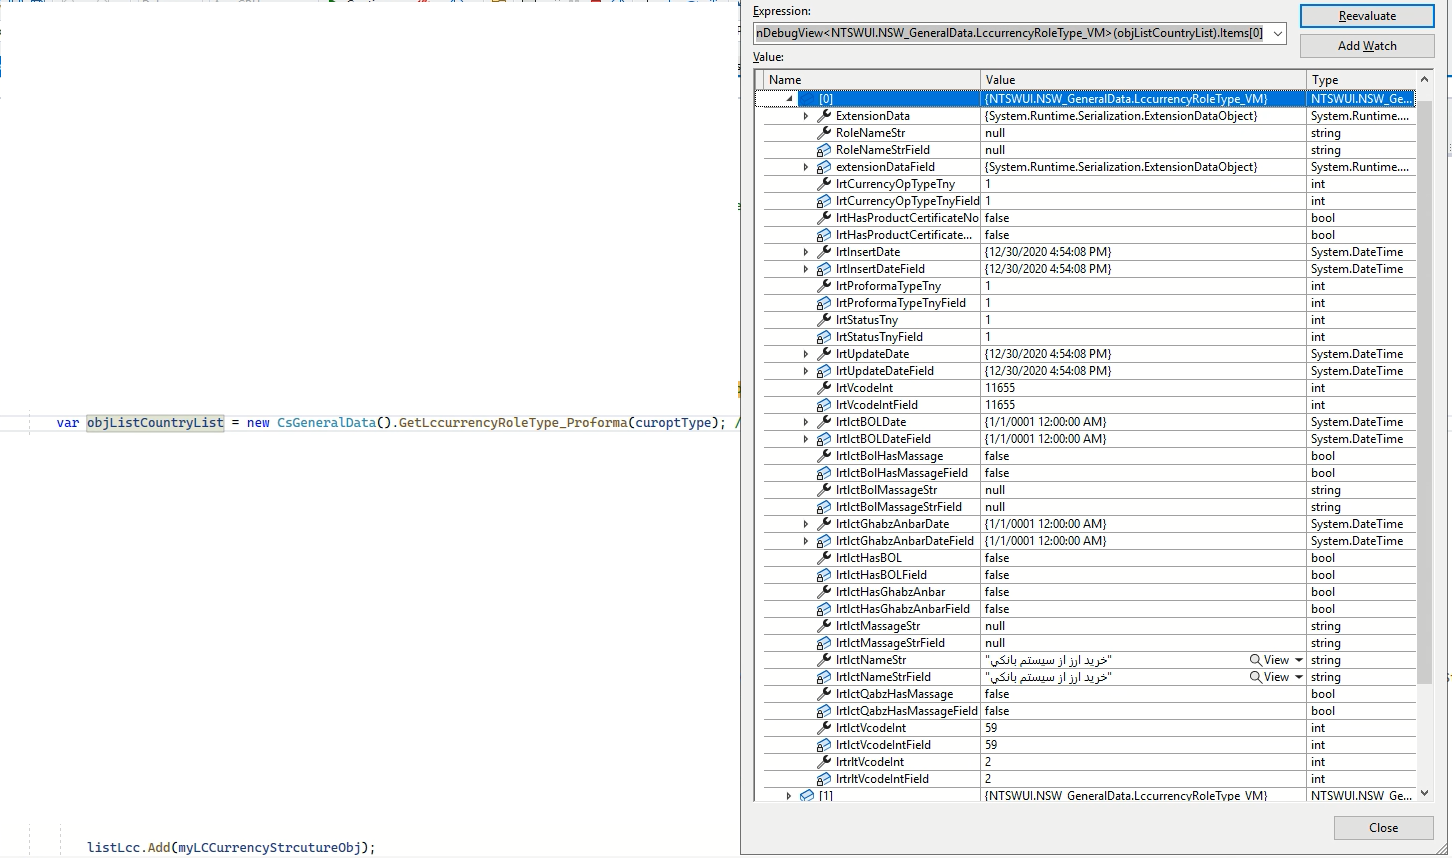 Expression:
nDebugView<NTSWUI.NSW_GeneralData.LccurrencyRoleType_VM>(objListCountryList).Items[0]
Reevaluate
Add Watch
Value:
Name Value Type
[0] {NTSWUI.NSW_GeneralData.LccurrencyRoleType_VM} NTSWUI.NSW_Ge...
ExtensionData {System.Runtime.Serialization.ExtensionDataObject} System.Runtime....
RoleNameStr null string
RoleNameStrField null string
extensionDataField {System.Runtime.Serialization.ExtensionDataObject} System.Runtime....
lrtCurrencyOpTypeTny 1 int
lrtCurrencyOpTypeTnyField 1 int
lrtHasProductCertificateNo false bool
lrtHasProductCertificate... false bool
lrtInsertDate {12/30/2020 4:54:08 PM} System.DateTime
lrtInsertDateField {12/30/2020 4:54:08 PM} System.DateTime
lrtProformaTypeTny 1 int
lrtProformaTypeTnyField 1 int
lrtStatusTny 1 int
lrtStatusTnyField 1 int
lrtUpdateDate {12/30/2020 4:54:08 PM} System.DateTime
lrtUpdateDateField {12/30/2020 4:54:08 PM} System.DateTime
lrtVcodeInt 11655 int
lrtVcodeIntField 11655 int
lrtlctBOLDate {1/1/0001 12:00:00 AM} System.DateTime
lrtlctBOLDateField {1/1/0001 12:00:00 AM} System.DateTime
lrtlctBolHasMassage false bool
lrtlctBolHasMassageField false bool
lrtlctBolMassageStr null string
lrtlctBolMassageStrField null string
lrtlctGhabzAnbarDate {1/1/0001 12:00:00 AM} System.DateTime
lrtlctGhabzAnbarDateField {1/1/0001 12:00:00 AM} System.DateTime
lrtlctHasBOL false bool
lrtlctHasBOLField false bool
lrtlctHasGhabzAnbar false bool
lrtlctHasGhabzAnbarField false bool
lrtlctMassageStr null string
lrtlctMassageStrField null string
lrtlctNameStr "خرید ارز از سیستم بانکي" View string
lrtlctNameStrField "خرید ارز از سیستم بانکي" View string
lrtlctQabzHasMassage false bool
lrtlctQabzHasMassageField false bool
lrtlctVcodeInt 59 int
lrtlctVcodeIntField 59 int
lrtrltVcodeInt 2 int
lrtrltVcodeIntField 2 int
[1] {NTSWUI.NSW_GeneralData.LccurrencyRoleType_VM} NTSWUI.NSW_Ge...
Close
var objListCountryList = new CsGeneralData().GetLccurrencyRoleType_Proforma(curoptType); /
listLcc.Add(myLCCurrencyStrcutureObj);